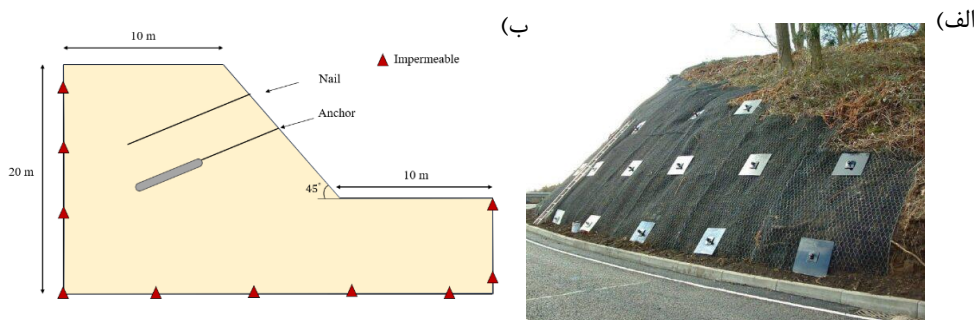 الف)
ب)
10 m
Impermeable
Nail
Anchor
20 m
10 m
45°